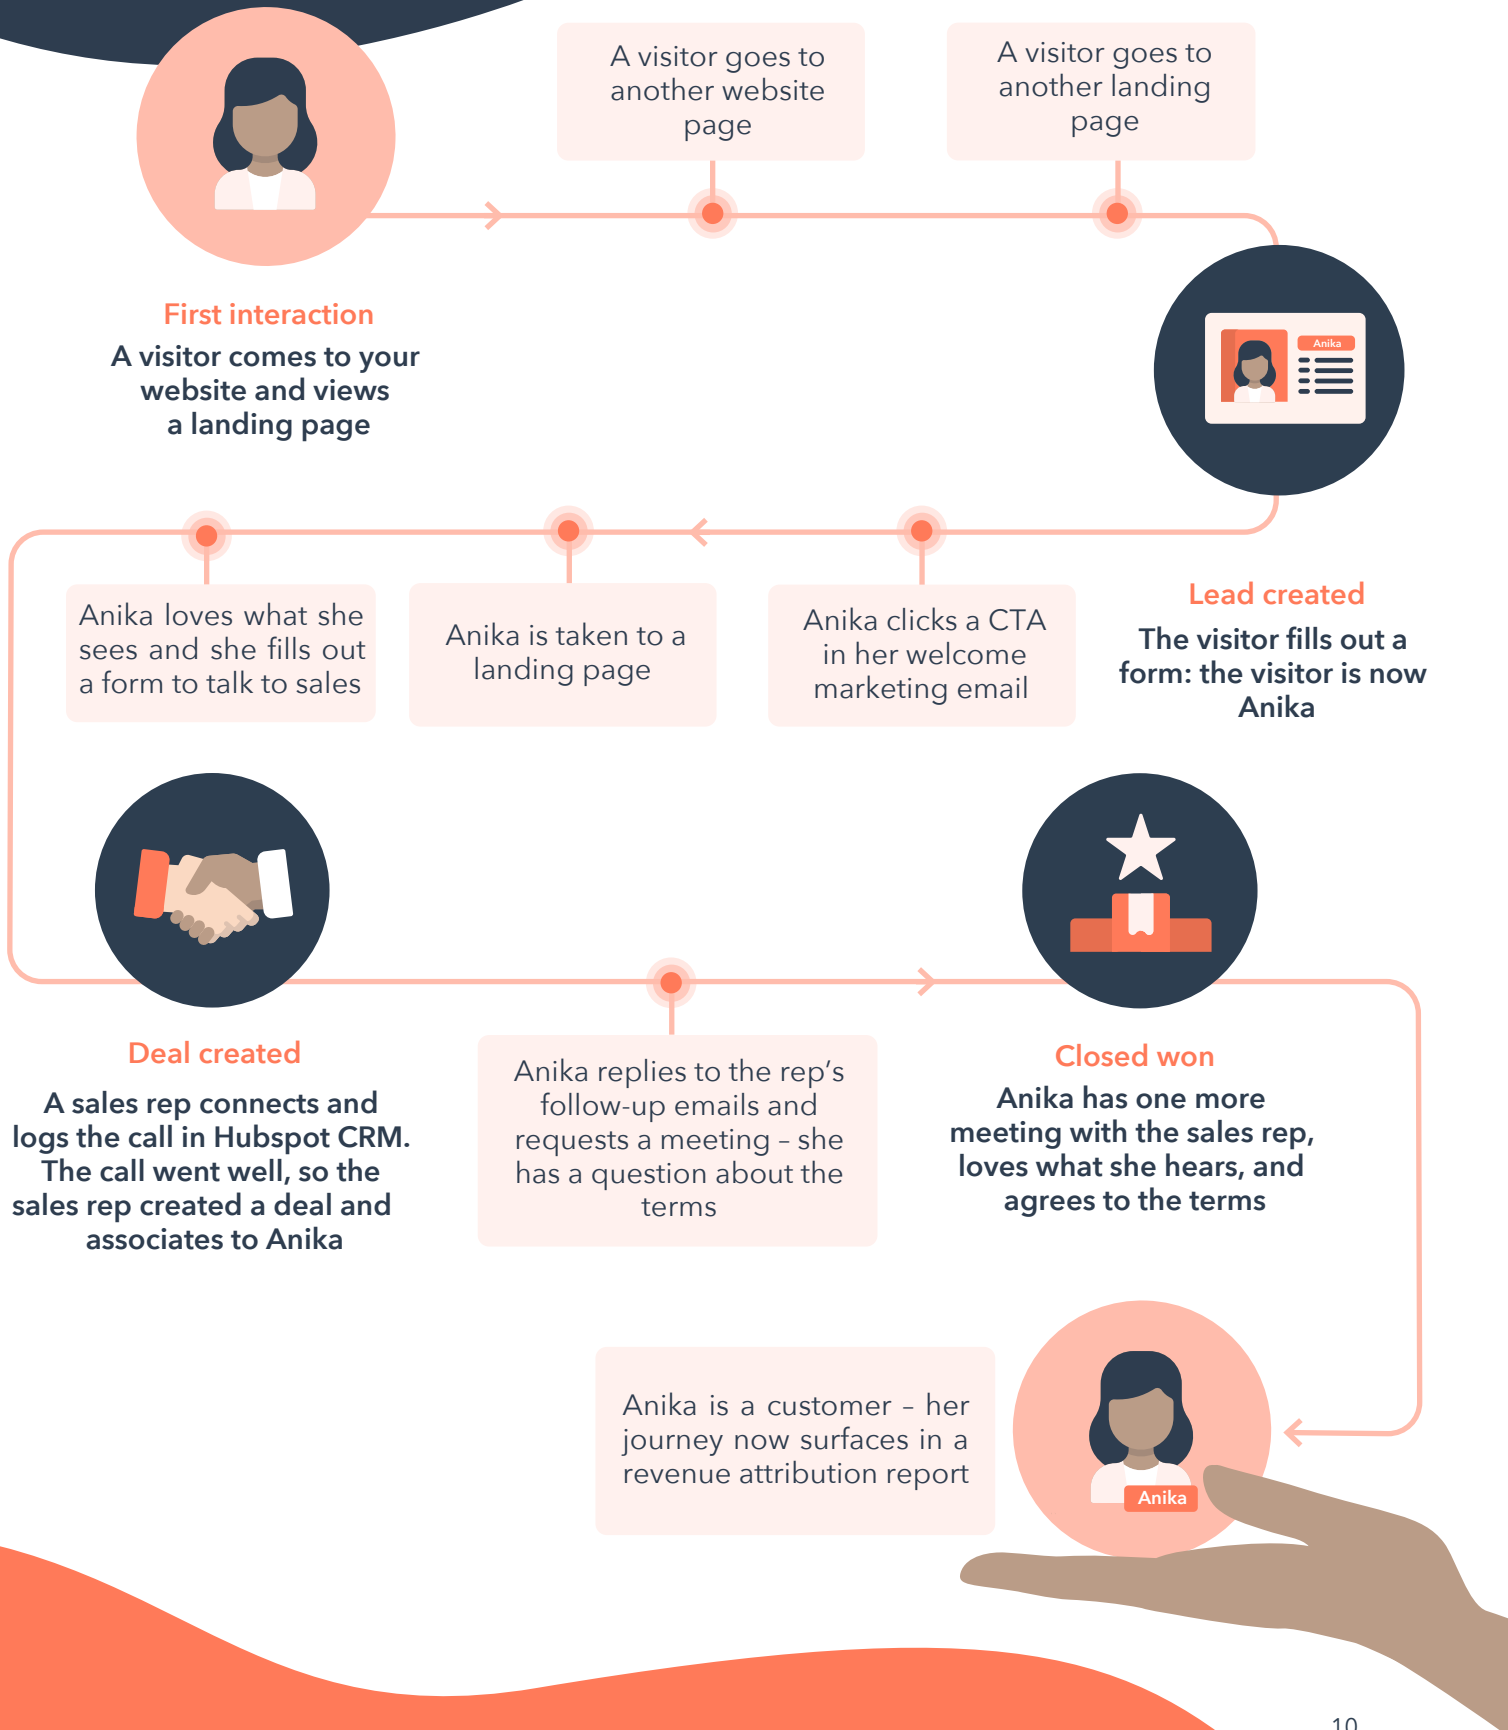 A visitor goes to
another website
page
A visitor goes to
another landing
page
First interaction
A visitor comes to your
website and views
a landing page
Anika
Lead created
The visitor fills out a
form: the visitor is now
Anika
Anika clicks a CTA
in her welcome
marketing email
Anika is taken to a
landing page
Anika loves what she
sees and she fills out
a form to talk to sales
Deal created
A sales rep connects and
logs the call in Hubspot CRM.
The call went well, so the
sales rep created a deal and
associates to Anika
Anika replies to the rep’s
follow-up emails and
requests a meeting – she
has a question about the
terms
Closed won
Anika has one more
meeting with the sales rep,
loves what she hears, and
agrees to the terms
Anika is a customer – her
journey now surfaces in a
revenue attribution report
Anika
10